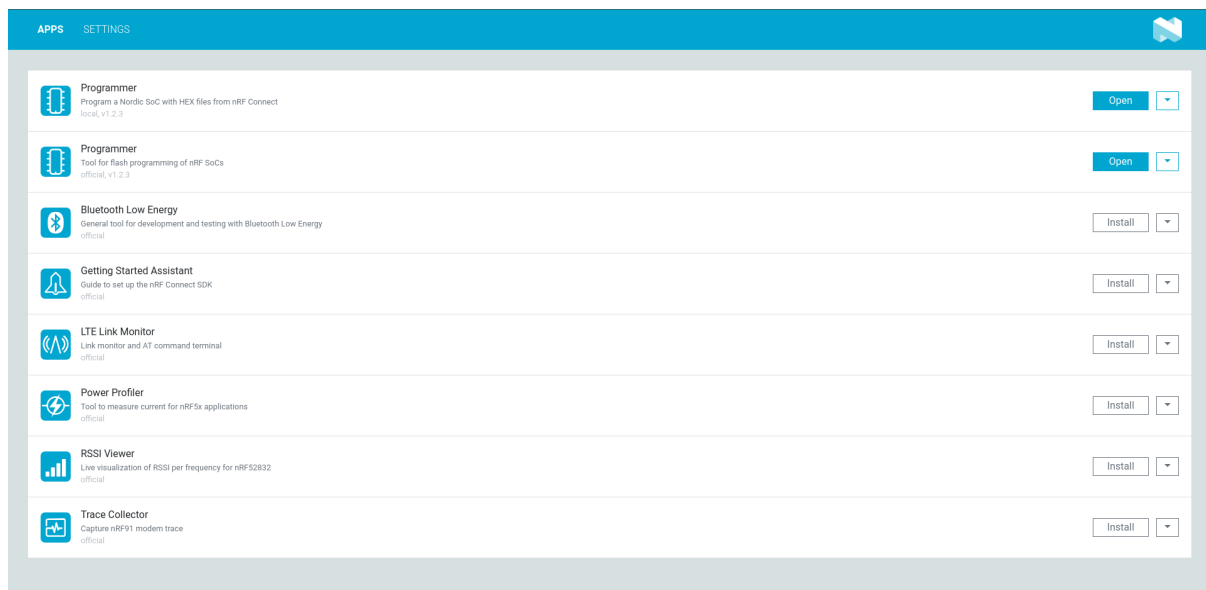 APPS SETTINGS
Programmer
Program a Nordic SoC with HEX files from nRF Connect
local, v1.2.3
Open
Programmer
Tool for flash programming of nRF SoCs
official, v1.2.3
Open
Bluetooth Low Energy
General tool for development and testing with Bluetooth Low Energy
official
Install
Getting Started Assistant
Guide to set up the nRF Connect SDK
official
Install
LTE Link Monitor
Link monitor and AT command terminal
official
Install
Power Profiler
Tool to measure current for nRF5x applications
official
Install
RSSI Viewer
Live visualization of RSSI per frequency for nRF52832
official
Install
Trace Collector
Capture nRF91 modem trace
official
Install